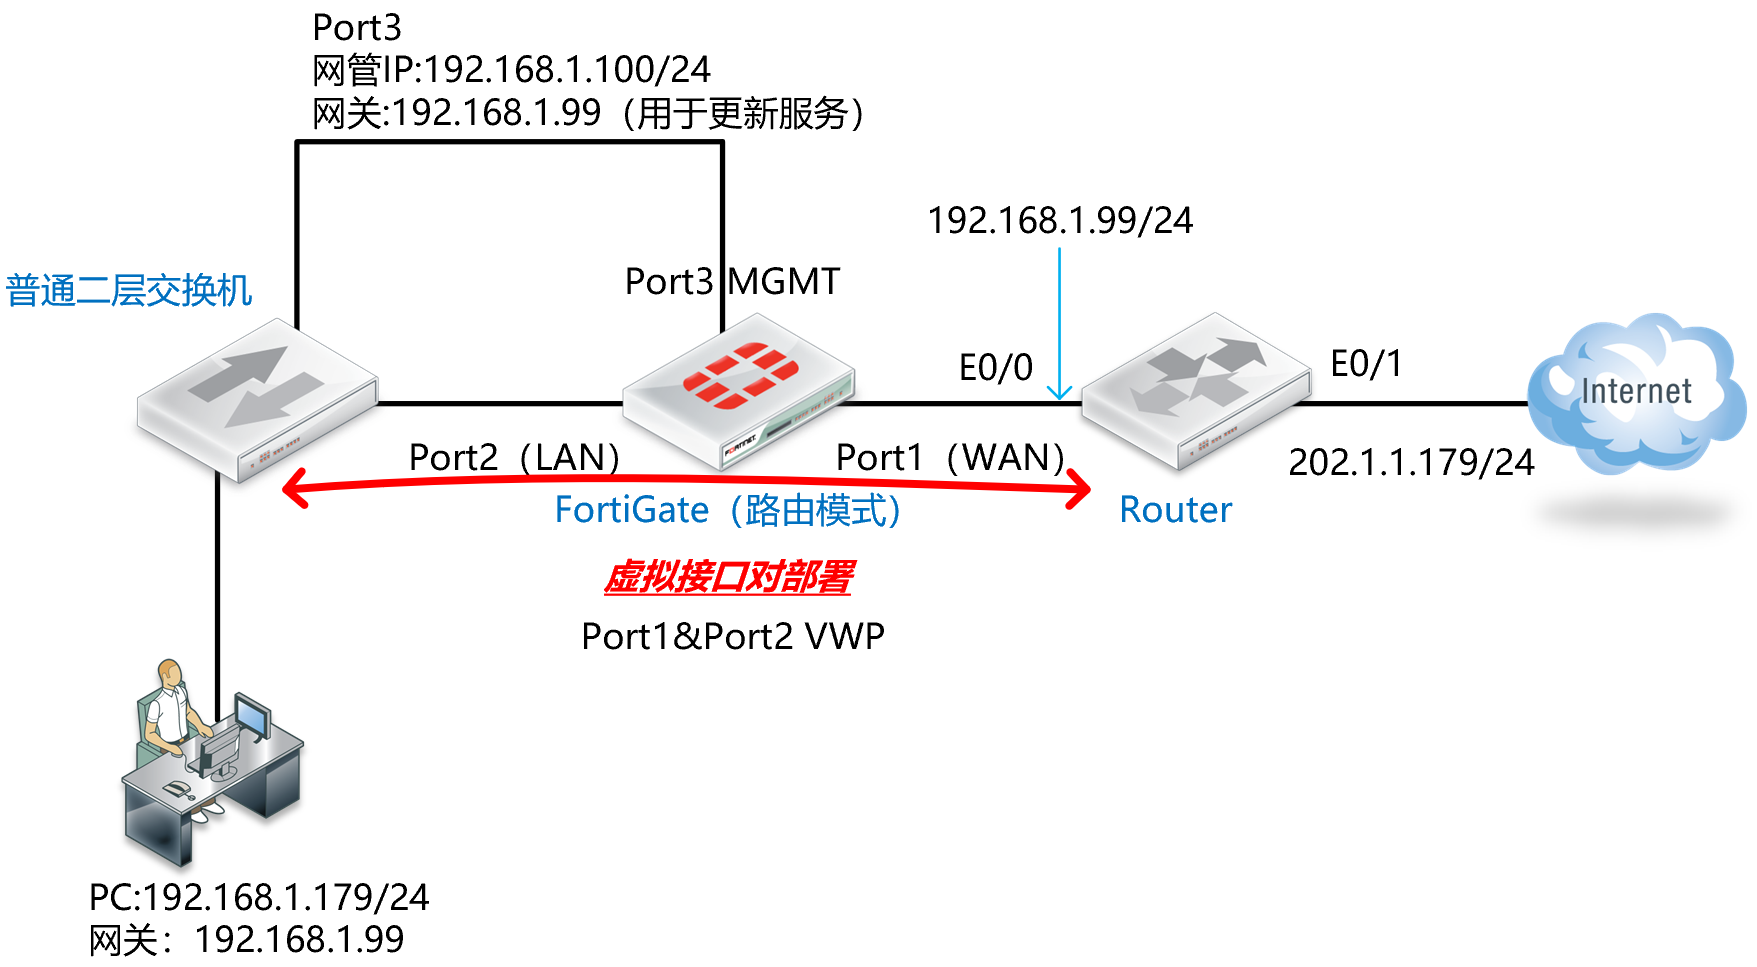 Port3
网管IP:192.168.1.100/24
网关:192.168.1.99（用于更新服务）
192.168.1.99/24
Port3 MGMT
普通二层交换机
E0/0
E0/1
Internet
FORTINET
Port2（LAN）
Port1（WAN）
202.1.1.179/24
FortiGate（路由模式）
Router
虚拟接口对部署
Port1&Port2 VWP
PC:192.168.1.179/24
网关：192.168.1.99